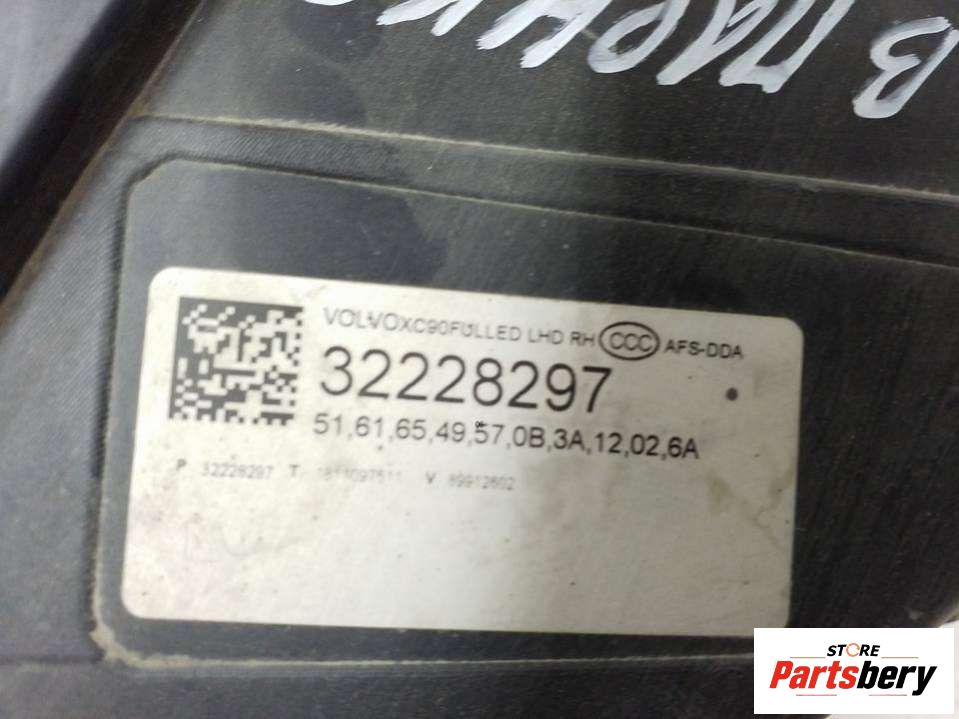 VOLVOXC90FULLED LHD RH CCC AFS-DDA
32228297
51,61,65,49,57,0B,3A,12,02,6A
P 32228297 T V 89912602
STORE
Partsbery